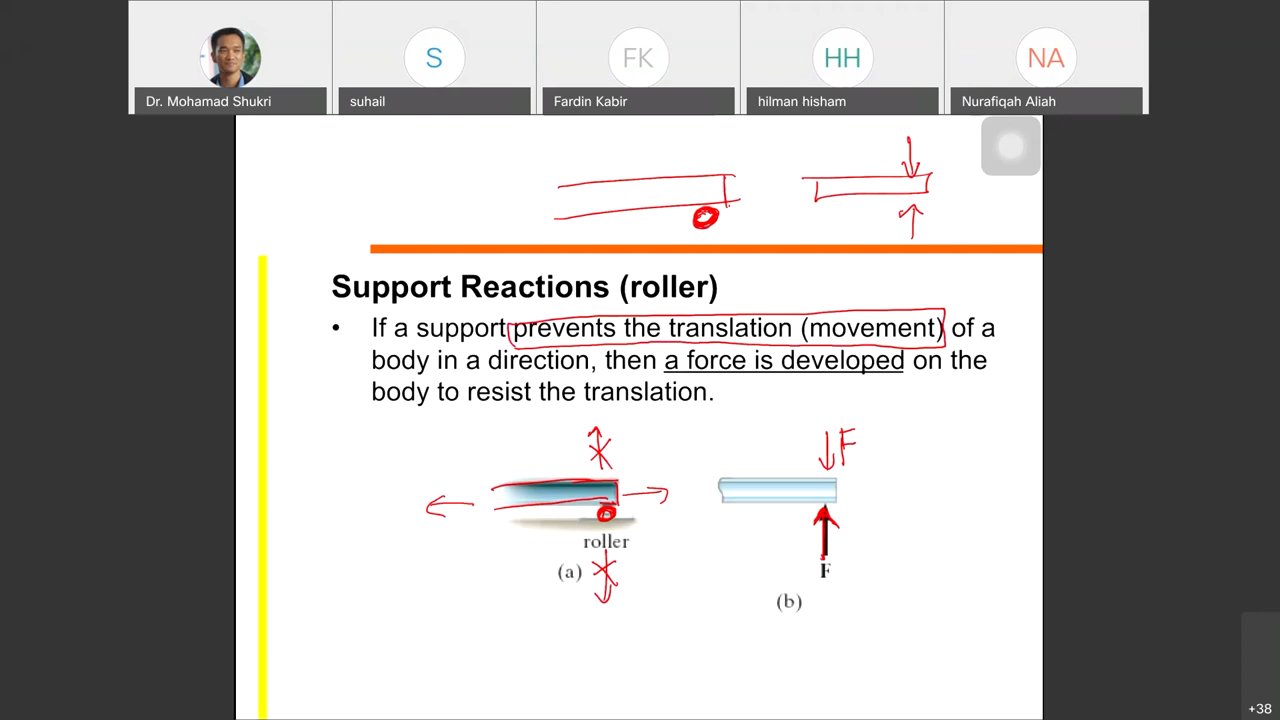 S
FK
HH
NA
Dr. Mohamad Shukri
suhail
Fardin Kabir
hilman hisham
Nurafiqah Aliah
Support Reactions (roller)
• If a support prevents the translation (movement) of a
body in a direction, then a force is developed on the
body to resist the translation.
F
roller
(a)
F
(b)
+38